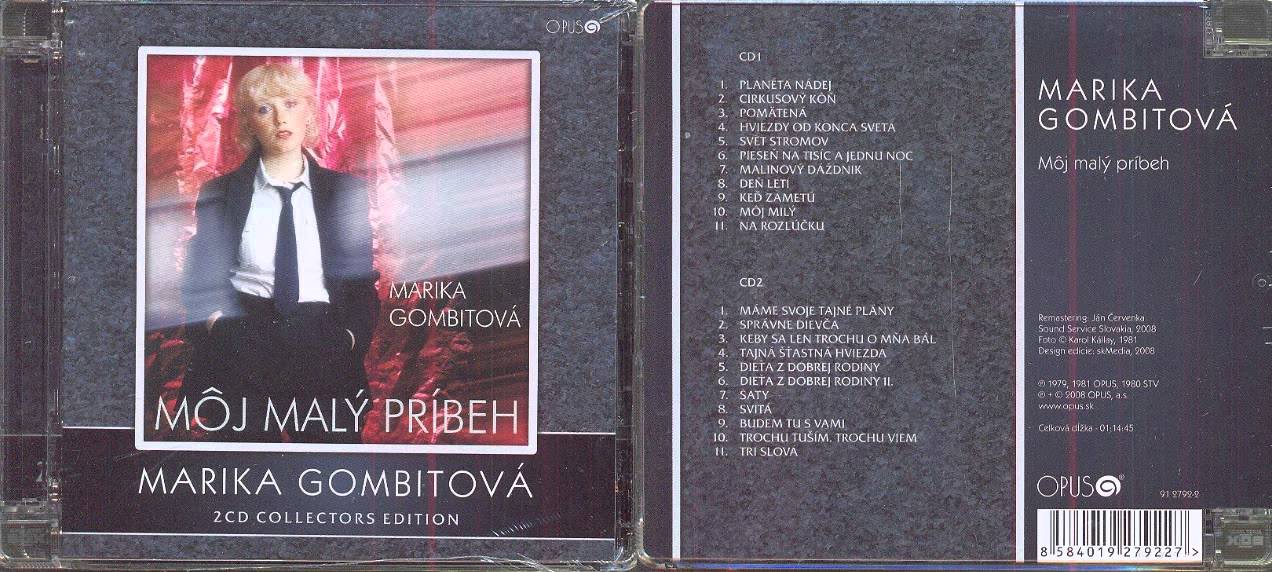 OPUS
MARIKA
GOMBITOVÁ
MÔJ MALÝ PRÍBEH
MARIKA GOMBITOVÁ
2CD COLLECTORS EDITION
CD1
1. PLANÉTA NÁDEJ
2. CIRKUSOVÝ KÔŇ
3. POMÄTENÁ
4. HVIEZDY OD KONCA SVETA
5. SVET STROMOV
6. PIESEŇ NA TISÍC A JEDNU NOC
7. MALINOVÝ DÁŽDNIK
8. DEŇ LETÍ
9. KEĎ ZAMETÚ
10. MÔJ MILÝ
11. NA ROZLÚČKU
CD2
1. MÁME SVOJE TAJNÉ PLÁNY
2. SPRÁVNE DIEVČA
3. KEBY SA LEN TROCHU O MŇA BÁL
4. TAJNÁ ŠŤASTNÁ HVIEZDA
5. DIEŤA Z DOBREJ RODINY
6. DIEŤA Z DOBREJ RODINY II.
7. ŠATY
8. SVITÁ
9. BUDEM TU S VAMI
10. TROCHU TUŠÍM, TROCHU VIEM
11. TRI SLOVÁ
MARIKA
GOMBITOVÁ
Môj malý príbeh
Remastering: Ján Červenka
Sound Service Slovakia, 2008
Foto © Karol Kállay, 1981
Design edície: skMedia, 2008
℗ 1979, 1981 OPUS, 1980 STV
℗ + © 2008 OPUS, a.s.
www.opus.sk
Celková dĺžka - 01:14:45
OPUS®
91 2792-2
8 584019 279227 >